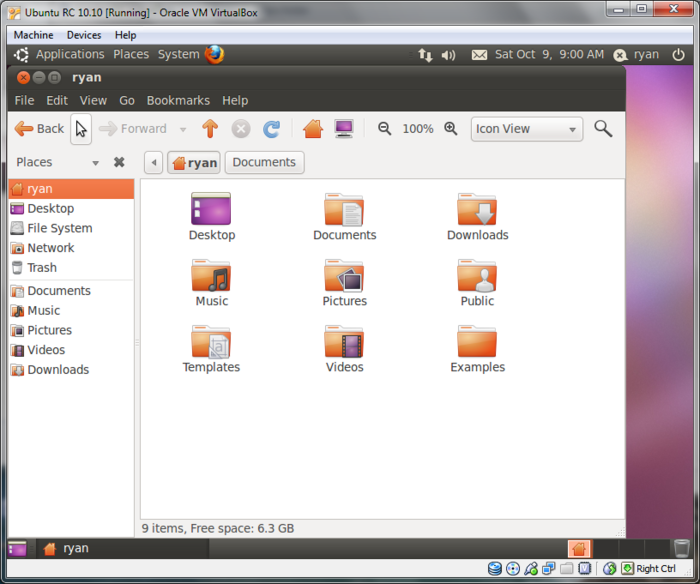 Ubuntu RC 10.10 [Running] - Oracle VM VirtualBox
Machine Devices Help
Applications Places System Sat Oct 9, 9:00 AM ryan
ryan
File Edit View Go Bookmarks Help
Back Forward 100% Icon View
Places ryan Documents
ryan
Desktop
File System
Network
Trash
Documents
Music
Pictures
Videos
Downloads
Desktop Documents Downloads
Music Pictures Public
Templates Videos Examples
9 items, Free space: 6.3 GB
ryan
Right Ctrl